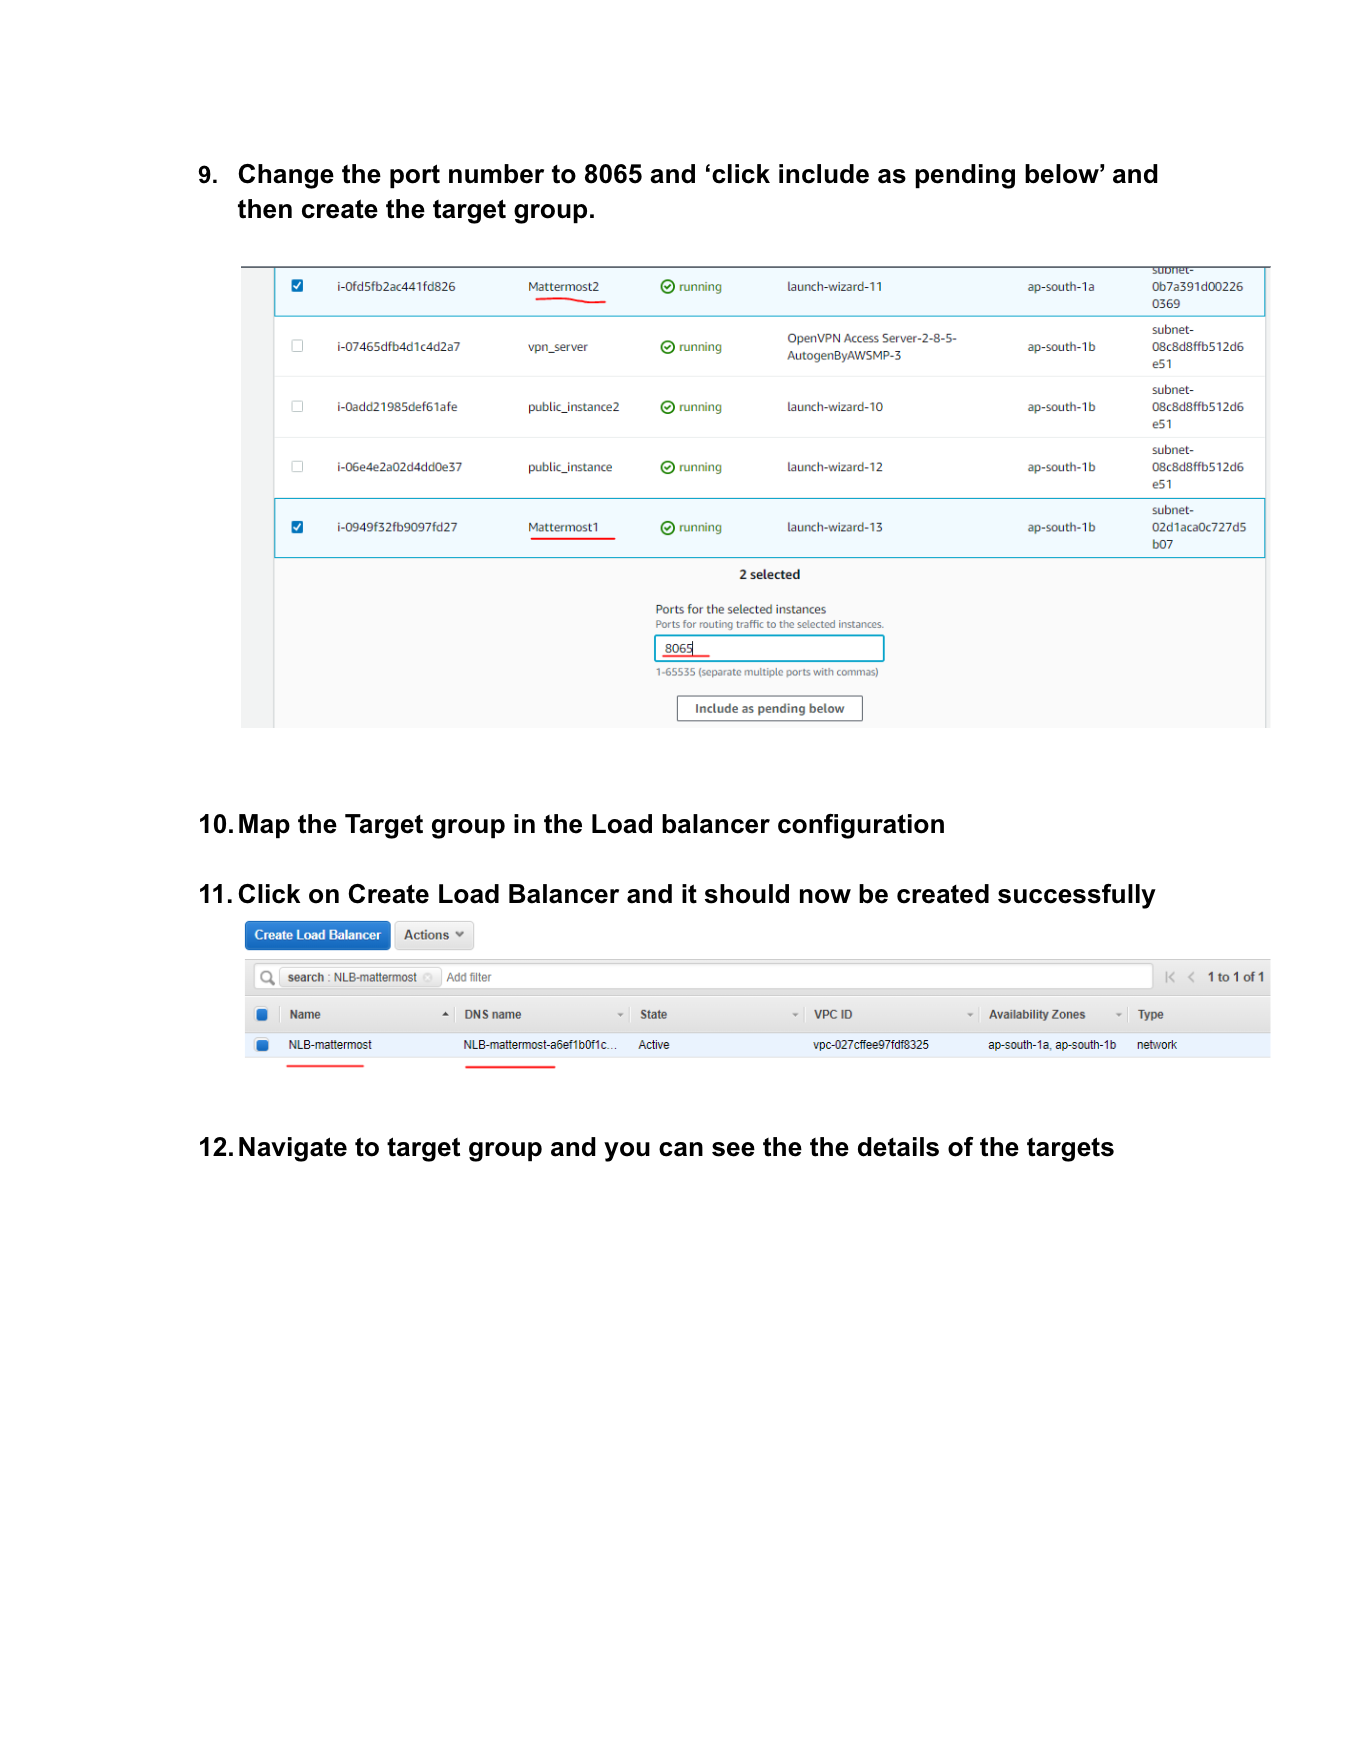 9. Change the port number to 8065 and ‘click include as pending below’ and
then create the target group.
subnet-
i-0fd5fb2ac441fd826 Mattermost2 running launch-wizard-11 ap-south-1a 0b7a391d00226
0369
subnet-
i-07465dfb4d1c4d2a7 vpn_server running OpenVPN Access Server-2-8-5- ap-south-1b 08c8d8ffb512d6
AutogenByAWSMP-3 e51
subnet-
i-0add21985def61afe public_instance2 running launch-wizard-10 ap-south-1b 08c8d8ffb512d6
e51
subnet-
i-06e4e2a02d4dd0e37 public_instance running launch-wizard-12 ap-south-1b 08c8d8ffb512d6
e51
subnet-
i-0949f32fb9097fd27 Mattermost1 running launch-wizard-13 ap-south-1b 02d1aca0c727d5
b07
2 selected
Ports for the selected instances
Ports for routing traffic to the selected instances.
8065
1-65535 (separate multiple ports with commas)
Include as pending below
10. Map the Target group in the Load balancer configuration
11. Click on Create Load Balancer and it should now be created successfully
Create Load Balancer Actions
search : NLB-mattermost Add filter 1 to 1 of 1
Name DNS name State VPC ID Availability Zones Type
NLB-mattermost NLB-mattermost-a6ef1b0f1c... Active vpc-027cffee97fdf8325 ap-south-1a, ap-south-1b network
12. Navigate to target group and you can see the the details of the targets